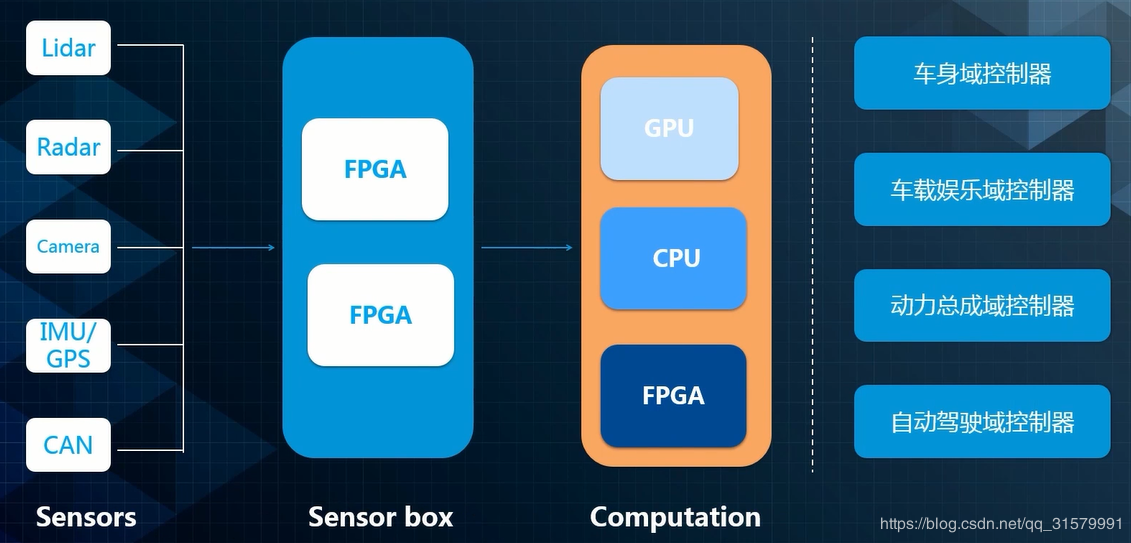 Lidar
Radar
Camera
IMU/
GPS
CAN
Sensors
FPGA
FPGA
Sensor box
GPU
CPU
FPGA
Computation
车身域控制器
车载娱乐域控制器
动力总成域控制器
自动驾驶域控制器
https://blog.csdn.net/qq_31579991